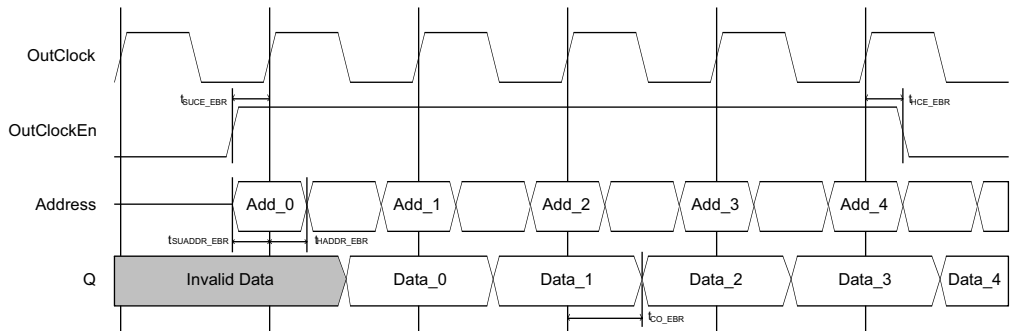 OutClock
tSUCE_EBR
tHCE_EBR
OutClockEn
Address Add_0 Add_1 Add_2 Add_3 Add_4
tSUADDR_EBR tHADDR_EBR
Q Invalid Data Data_0 Data_1 Data_2 Data_3 Data_4
tCO_EBR